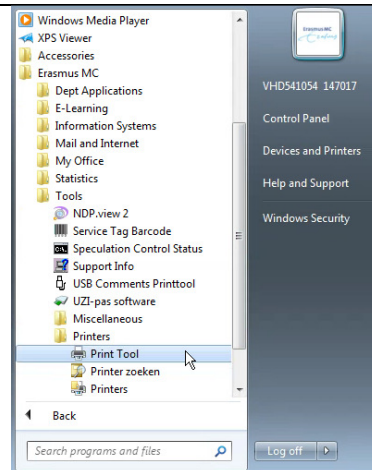 Windows Media Player
XPS Viewer
Accessories
Erasmus MC
Dept Applications
E-Learning
Information Systems
Mail and Internet
My Office
Statistics
Tools
NDP.view 2
Service Tag Barcode
Speculation Control Status
Support Info
USB Comments Printtool
UZI-pas software
Miscellaneous
Printers
Print Tool
Printer zoeken
Printers
Back
Search programs and files
Erasmus MC
VHD541054 147017
Control Panel
Devices and Printers
Help and Support
Windows Security
Log off